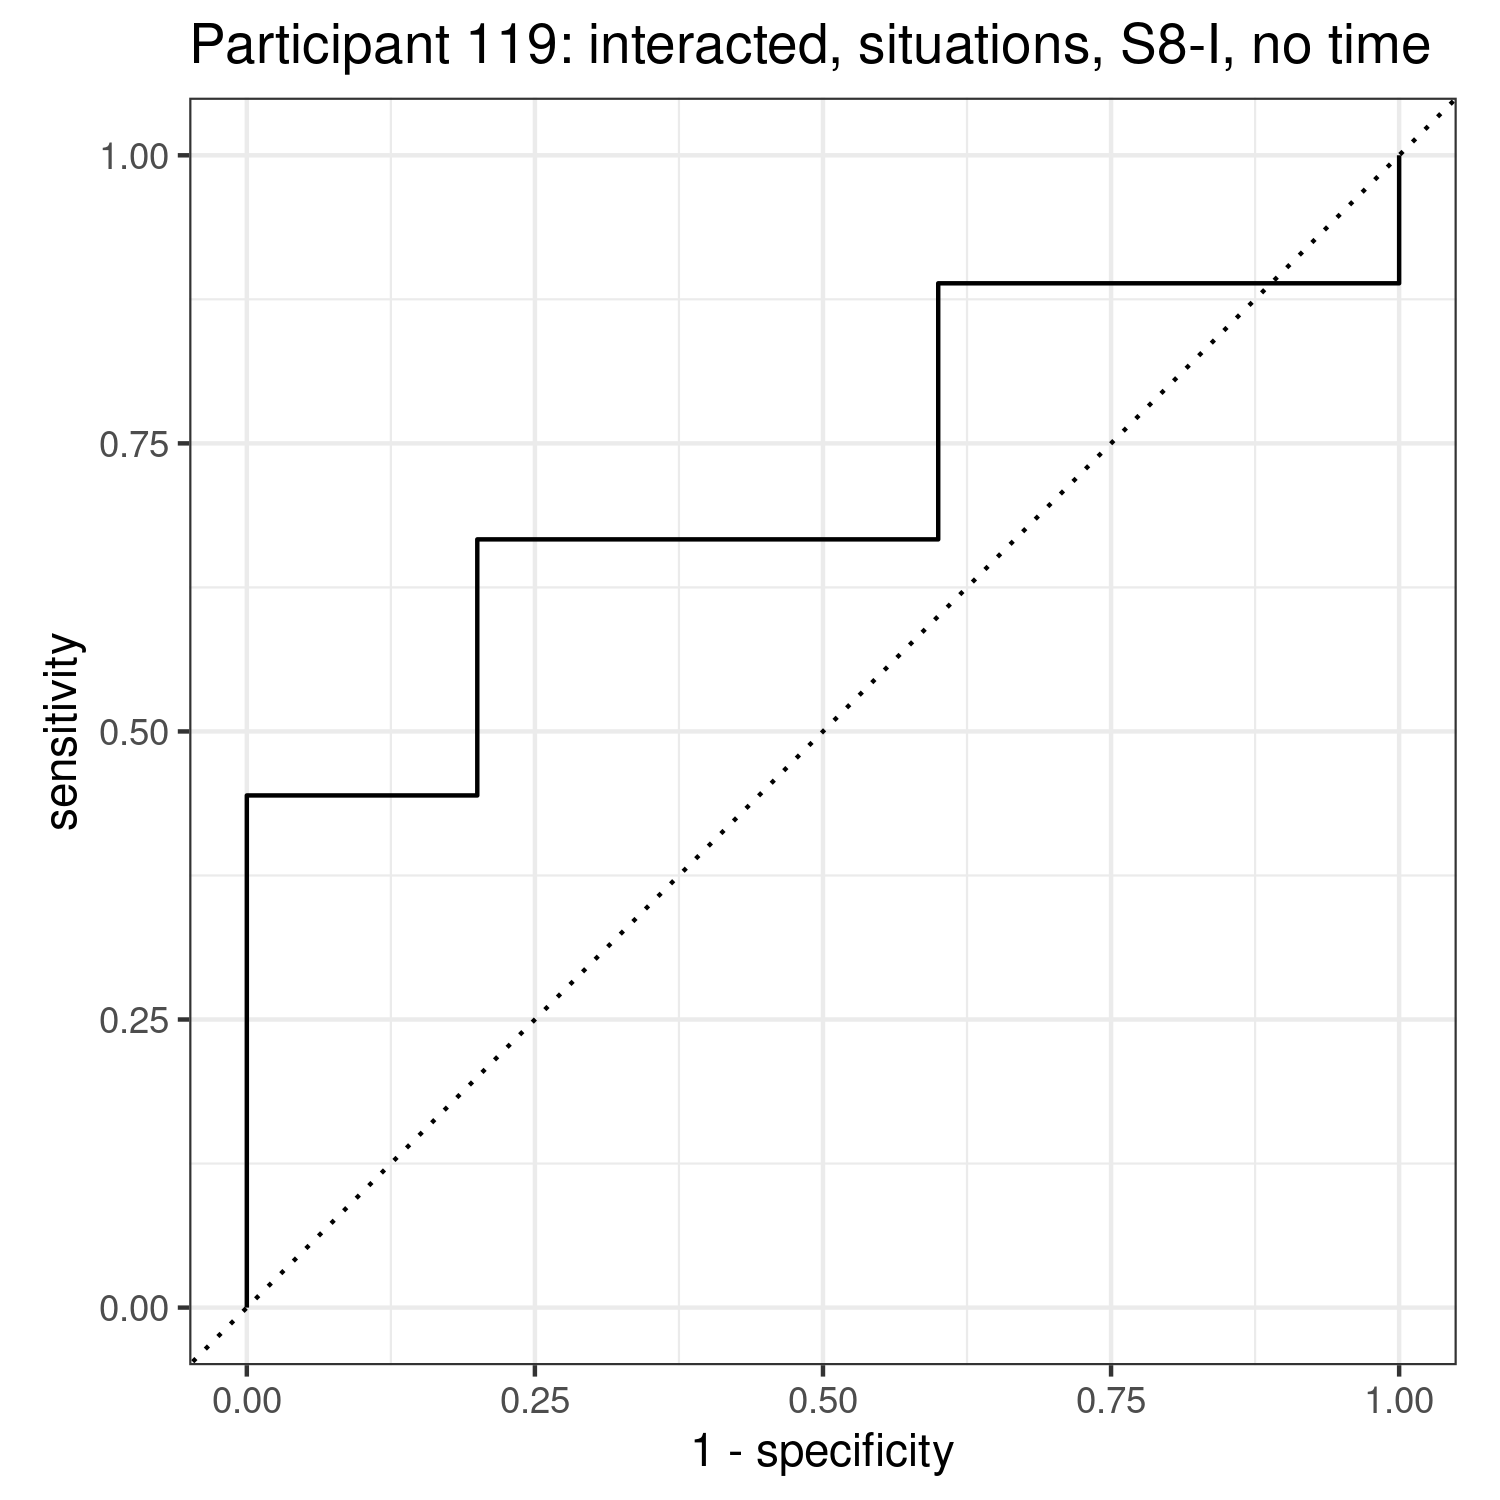 Participant 119: interacted, situations, S8-I, no time
1.00
0.75
0.50
0.25
0.00
sensitivity
0.00 0.25 0.50 0.75 1.00
1 - specificity